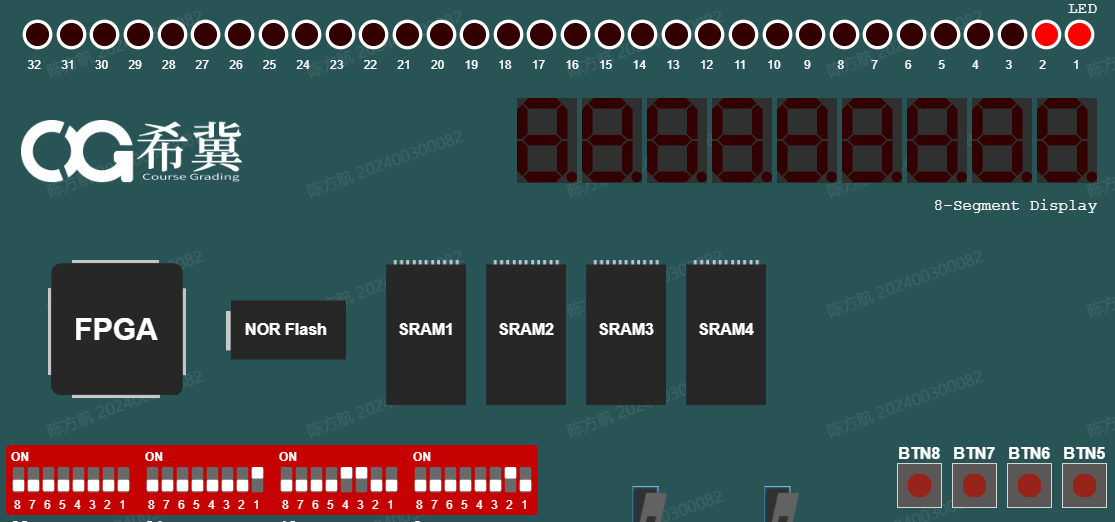 LED
32 31 30 29 28 27 26 25 24 23 22 21 20 19 18 17 16 15 14 13 12 11 10 9 8 7 6 5 4 3 2 1
CG希冀
Course Grading
8-Segment Display
FPGA
NOR Flash
SRAM1 SRAM2 SRAM3 SRAM4
BTN8 BTN7 BTN6 BTN5
ON ON ON ON
8 7 6 5 4 3 2 1 8 7 6 5 4 3 2 1 8 7 6 5 4 3 2 1 8 7 6 5 4 3 2 1
陈方航 202400300082